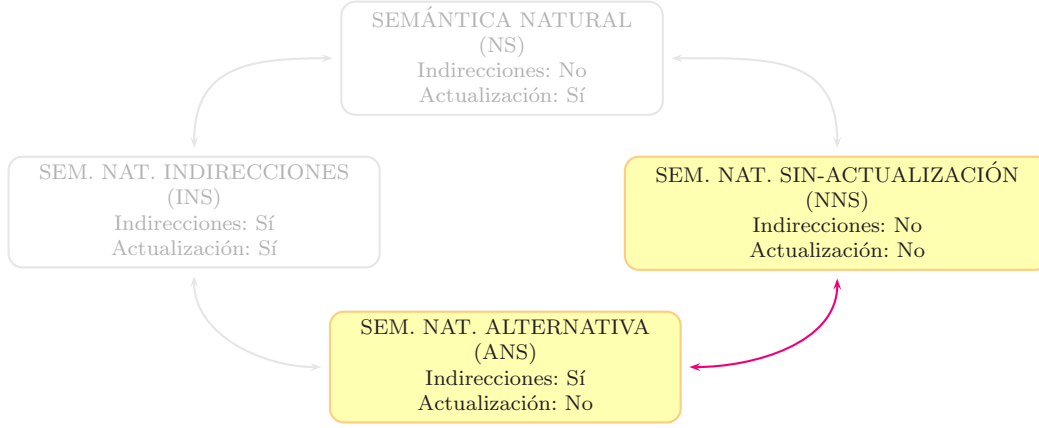 SEMÁNTICA NATURAL
(NS)
Indirecciones: No
Actualización: Sí
SEM. NAT. INDIRECCIONES
(INS)
Indirecciones: Sí
Actualización: Sí
SEM. NAT. SIN-ACTUALIZACIÓN
(NNS)
Indirecciones: No
Actualización: No
SEM. NAT. ALTERNATIVA
(ANS)
Indirecciones: Sí
Actualización: No